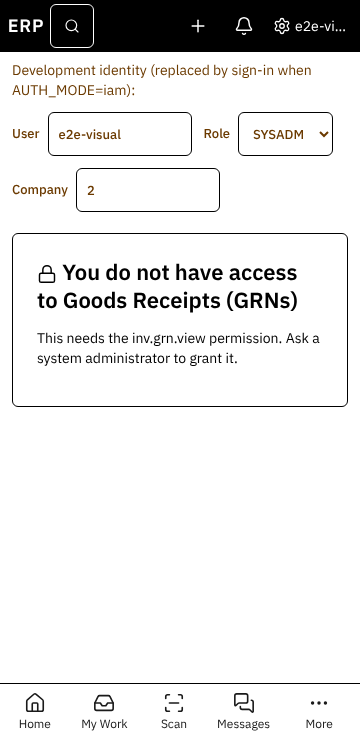 ERP
e2e-vi...
Development identity (replaced by sign-in when
AUTH_MODE=iam):
User e2e-visual Role SYSADM
Company 2
You do not have access
to Goods Receipts (GRNs)
This needs the inv.grn.view permission. Ask a
system administrator to grant it.
Home My Work Scan Messages More